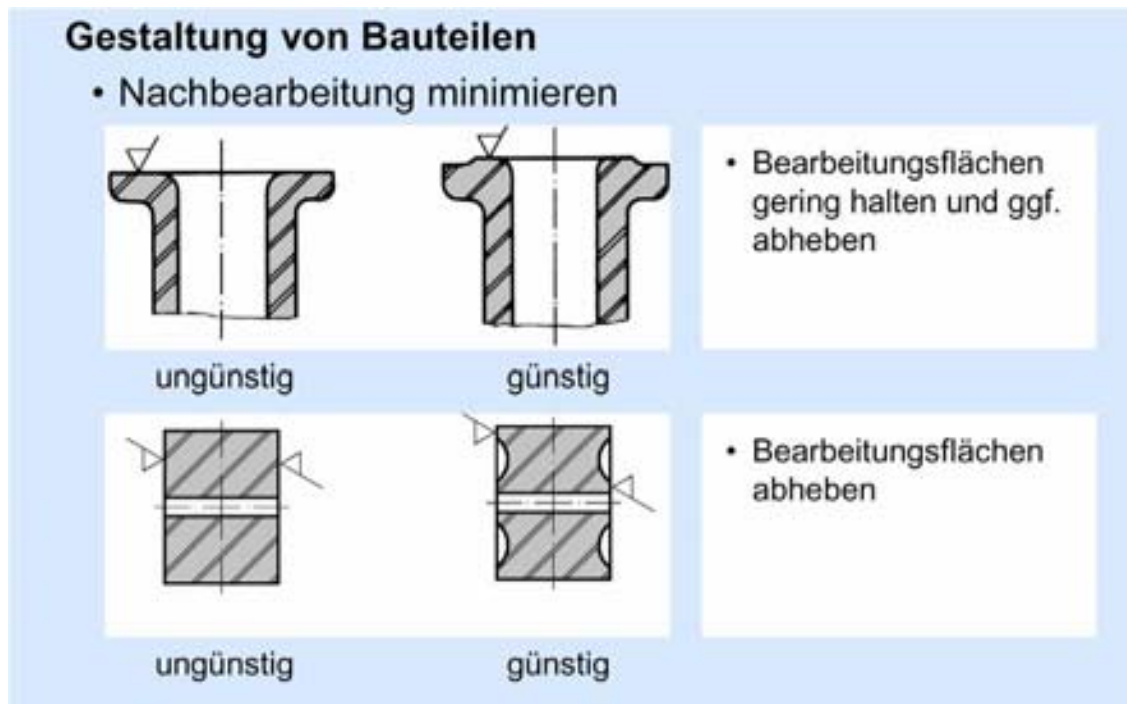 Gestaltung von Bauteilen
• Nachbearbeitung minimieren
• Bearbeitungsflächen
gering halten und ggf.
abheben
ungünstig
günstig
• Bearbeitungsflächen
abheben
ungünstig
günstig